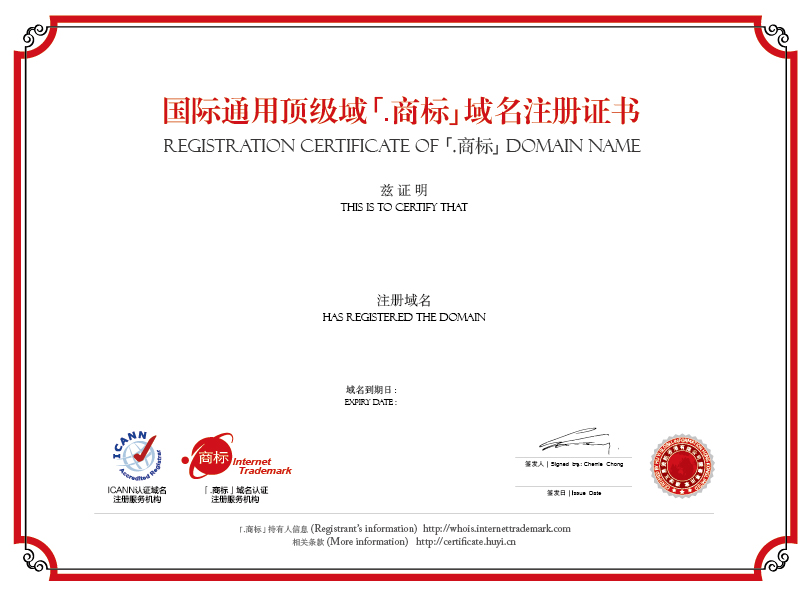 国际通用顶级域「.商标」域名注册证书
REGISTRATION CERTIFICATE OF「.商标」DOMAIN NAME
兹 证 明
THIS IS TO CERTIFY THAT
注册域名
HAS REGISTERED THE DOMAIN
域名到期日 :
EXPIRY DATE :
ICANN
Accredited Registrar
ICANN认证域名
注册服务机构
商标
Internet
Trademark
「.商标」域名认证
注册服务机构
签发人 | Signed by: Cherrie Chong
签发日 | Issue Date
「.商标」持有人信息 (Registrant's information) http://whois.internettrademark.com
相关条款 (More information) http://certificate.huyi.cn